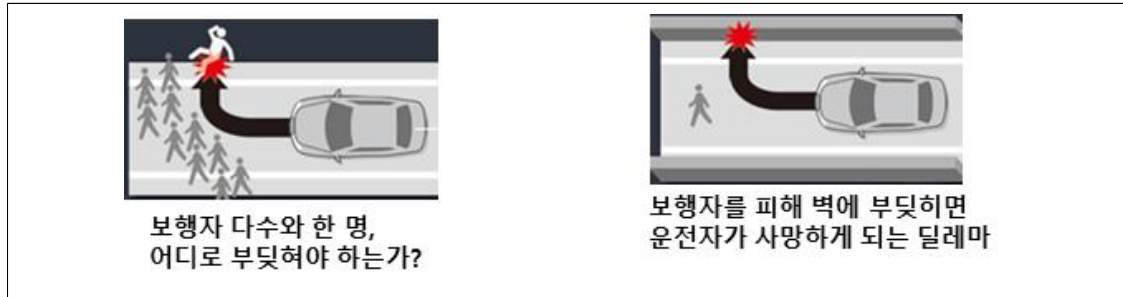 보행자 다수와 한 명,
어디로 부딪혀야 하는가?
보행자를 피해 벽에 부딪히면
운전자가 사망하게 되는 딜레마